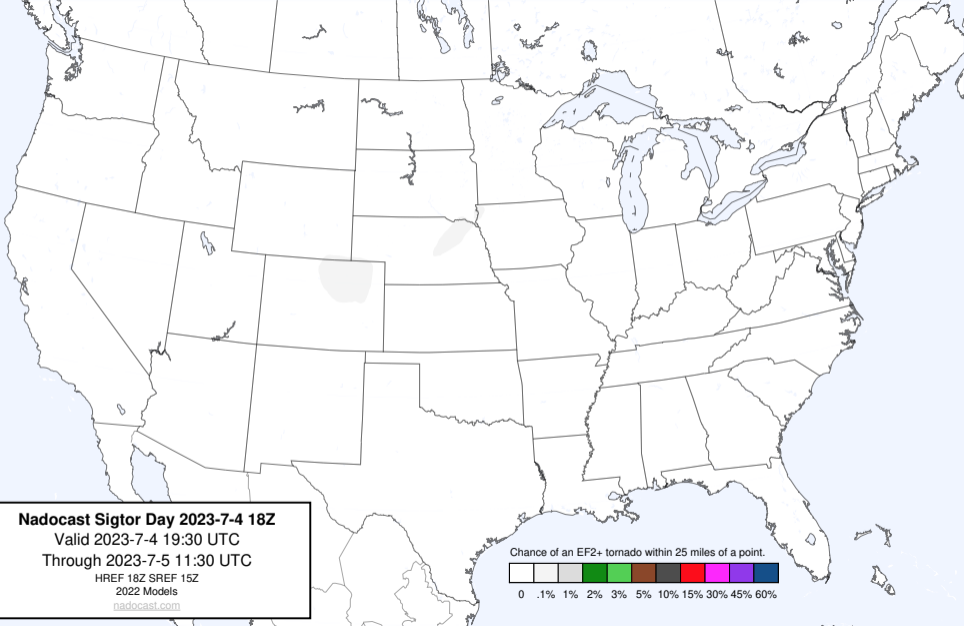 Nadocast Sigtor Day 2023-7-4 18Z
Valid 2023-7-4 19:30 UTC
Through 2023-7-5 11:30 UTC
HREF 18Z SREF 15Z
2022 Models
nadocast.com
Chance of an EF2+ tornado within 25 miles of a point.
0 .1% 1% 2% 3% 5% 10% 15% 30% 45% 60%